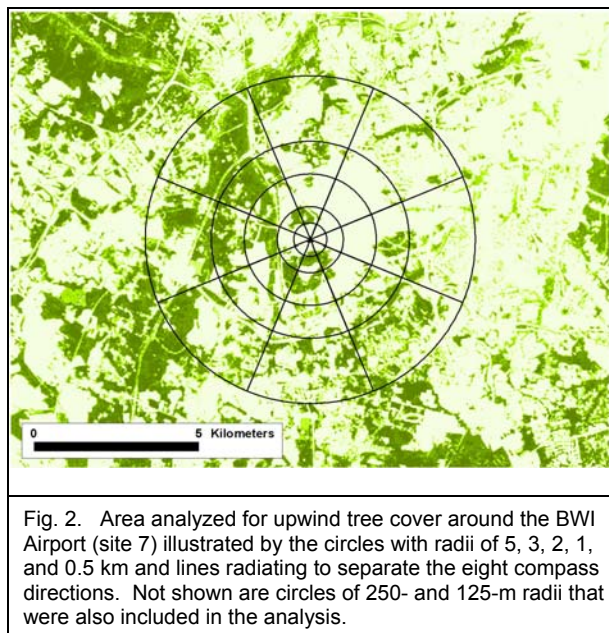 0 5 Kilometers
Fig. 2. Area analyzed for upwind tree cover around the BWI
Airport (site 7) illustrated by the circles with radii of 5, 3, 2, 1,
and 0.5 km and lines radiating to separate the eight compass
directions. Not shown are circles of 250- and 125-m radii that
were also included in the analysis.